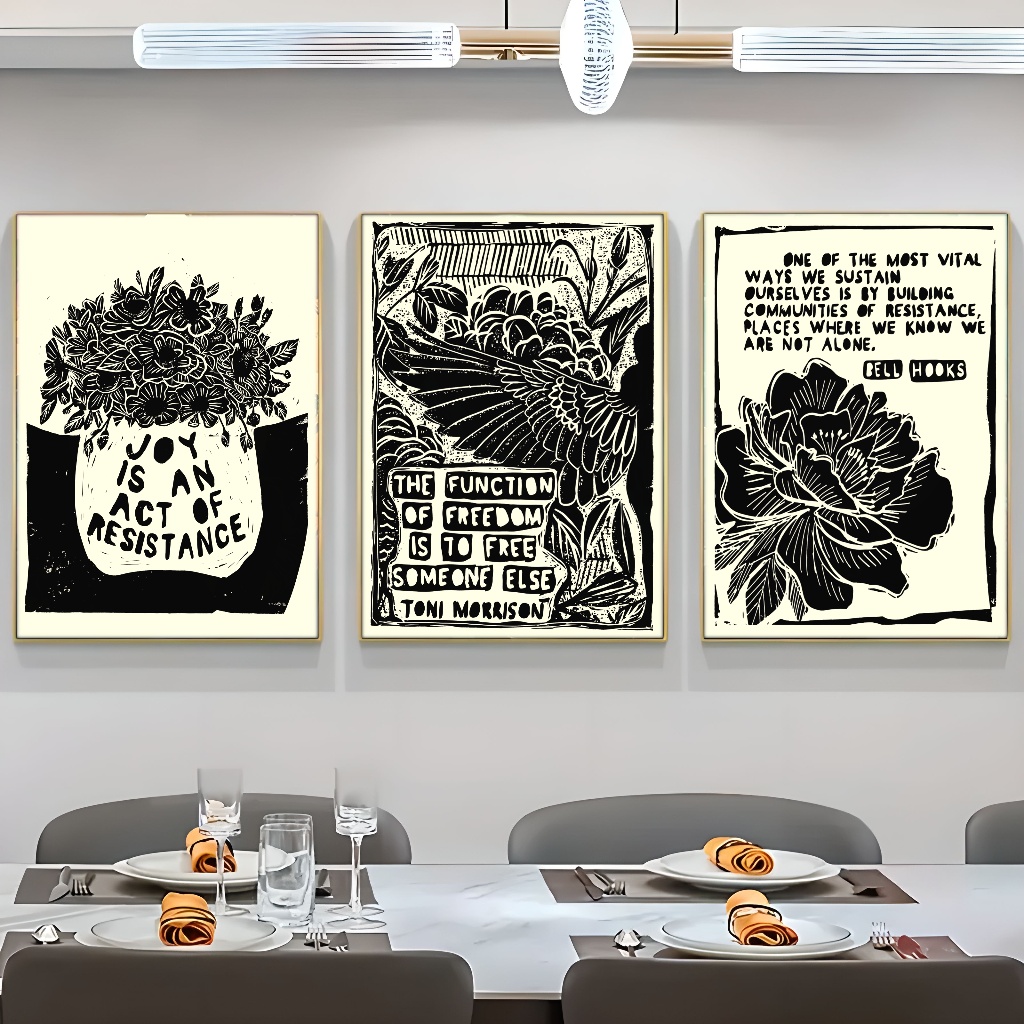 JOY
IS AN
ACT OF
RESISTANCE
THE FUNCTION
OF FREEDOM
IS TO FREE
SOMEONE ELSE
TONI MORRISON
ONE OF THE MOST VITAL
WAYS WE SUSTAIN
OURSELVES IS BY BUILDING
COMMUNITIES OF RESISTANCE,
PLACES WHERE WE KNOW WE
ARE NOT ALONE.
BELL HOOKS